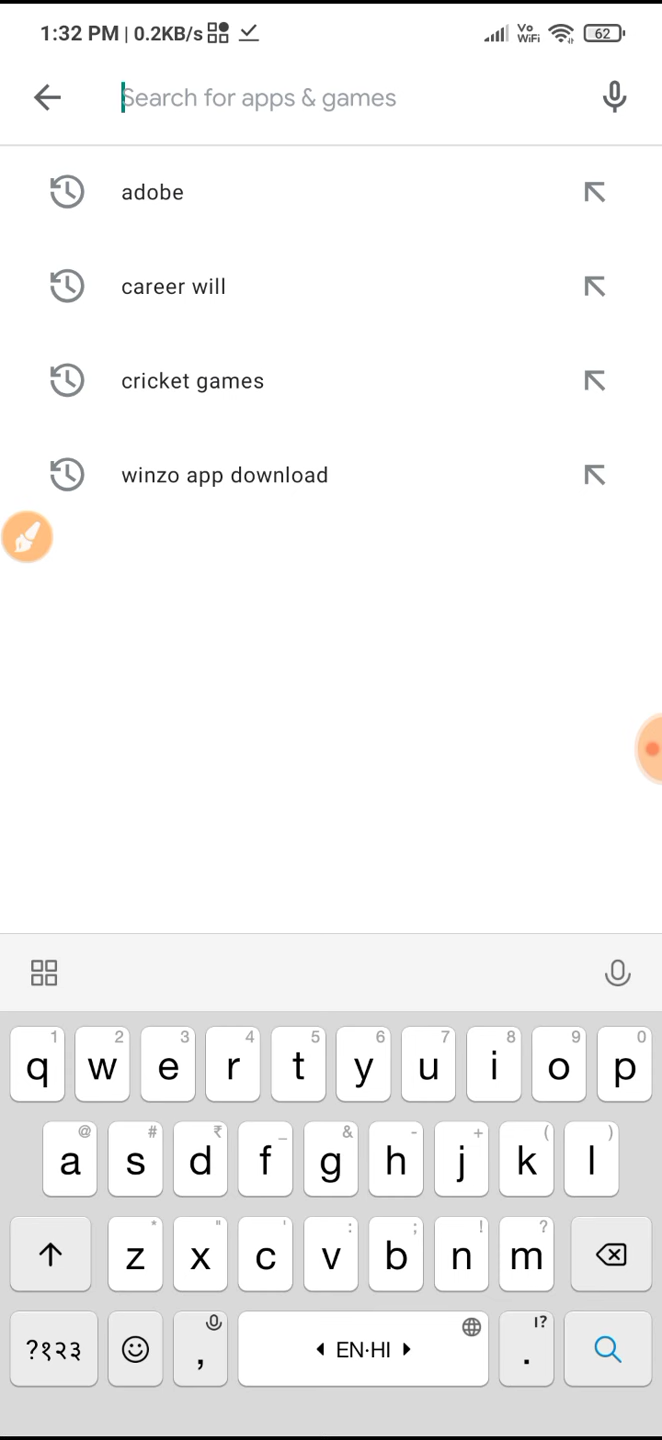 1:32 PM | 0.2KB/s Vo WiFi 62
Search for apps & games
adobe
career will
cricket games
winzo app download
1 2 3 4 5 6 7 8 9 0
q w e r t y u i o p
@ # ₹ _ & - + ( )
a s d f g h j k l
* " ' : ; ! ?
z x c v b n m
?१२३ , EN·HI . !?